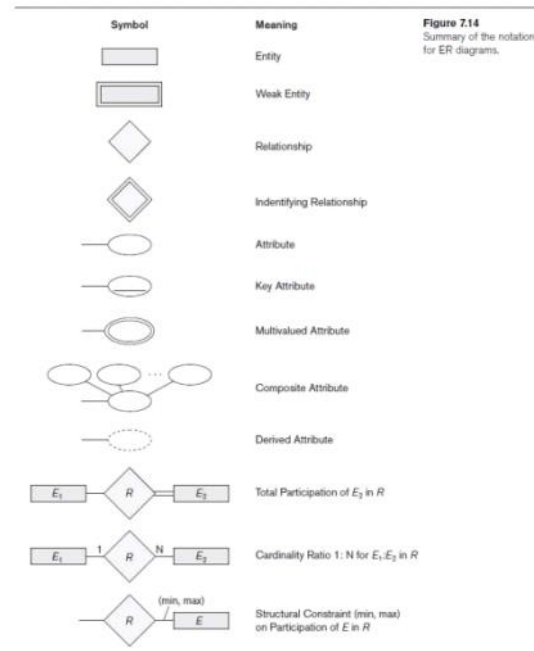 Symbol Meaning Figure 7.14
Summary of the notation
for ER diagrams.
Entity
Weak Entity
Relationship
Indentifying Relationship
Attribute
Key Attribute
Multivalued Attribute
...
Composite Attribute
Derived Attribute
E1 R E2 Total Participation of E2 in R
E1 1 R N E2 Cardinality Ratio 1: N for E1:E2 in R
(min, max)
R E Structural Constraint (min, max)
on Participation of E in R